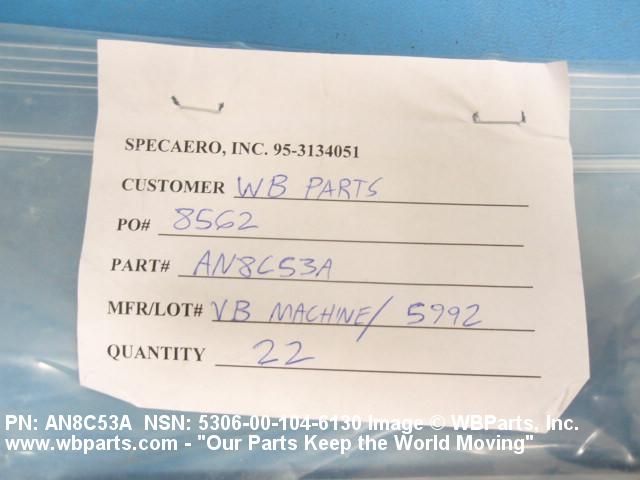 SPECAERO, INC. 95-3134051
CUSTOMER WB PARTS
PO# 8562
PART# AN8C53A
MFR/LOT# VB MACHINE/ 5992
QUANTITY 22
PN: AN8C53A NSN: 5306-00-104-6130 Image © WBParts, Inc.
www.wbparts.com - "Our Parts Keep the World Moving"